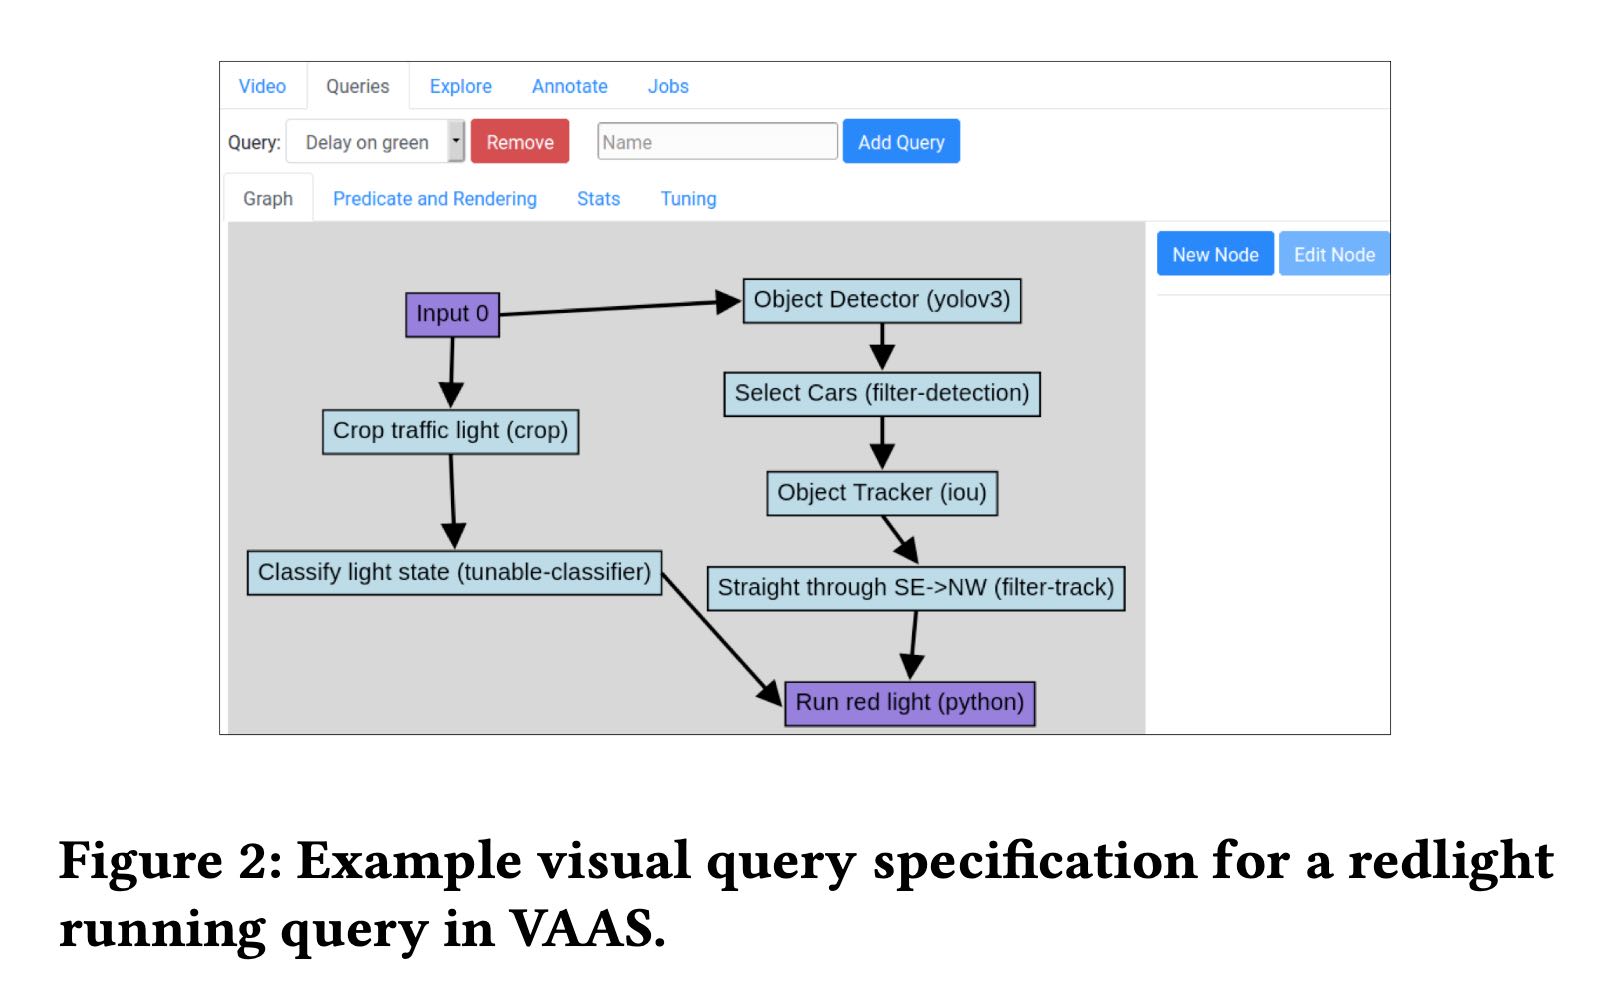 Video Queries Explore Annotate Jobs
Query: Delay on green Remove Name Add Query
Graph Predicate and Rendering Stats Tuning
New Node Edit Node
Input 0
Object Detector (yolov3)
Select Cars (filter-detection)
Crop traffic light (crop)
Object Tracker (iou)
Classify light state (tunable-classifier)
Straight through SE->NW (filter-track)
Run red light (python)
Figure 2: Example visual query specification for a redlight
running query in VAAS.